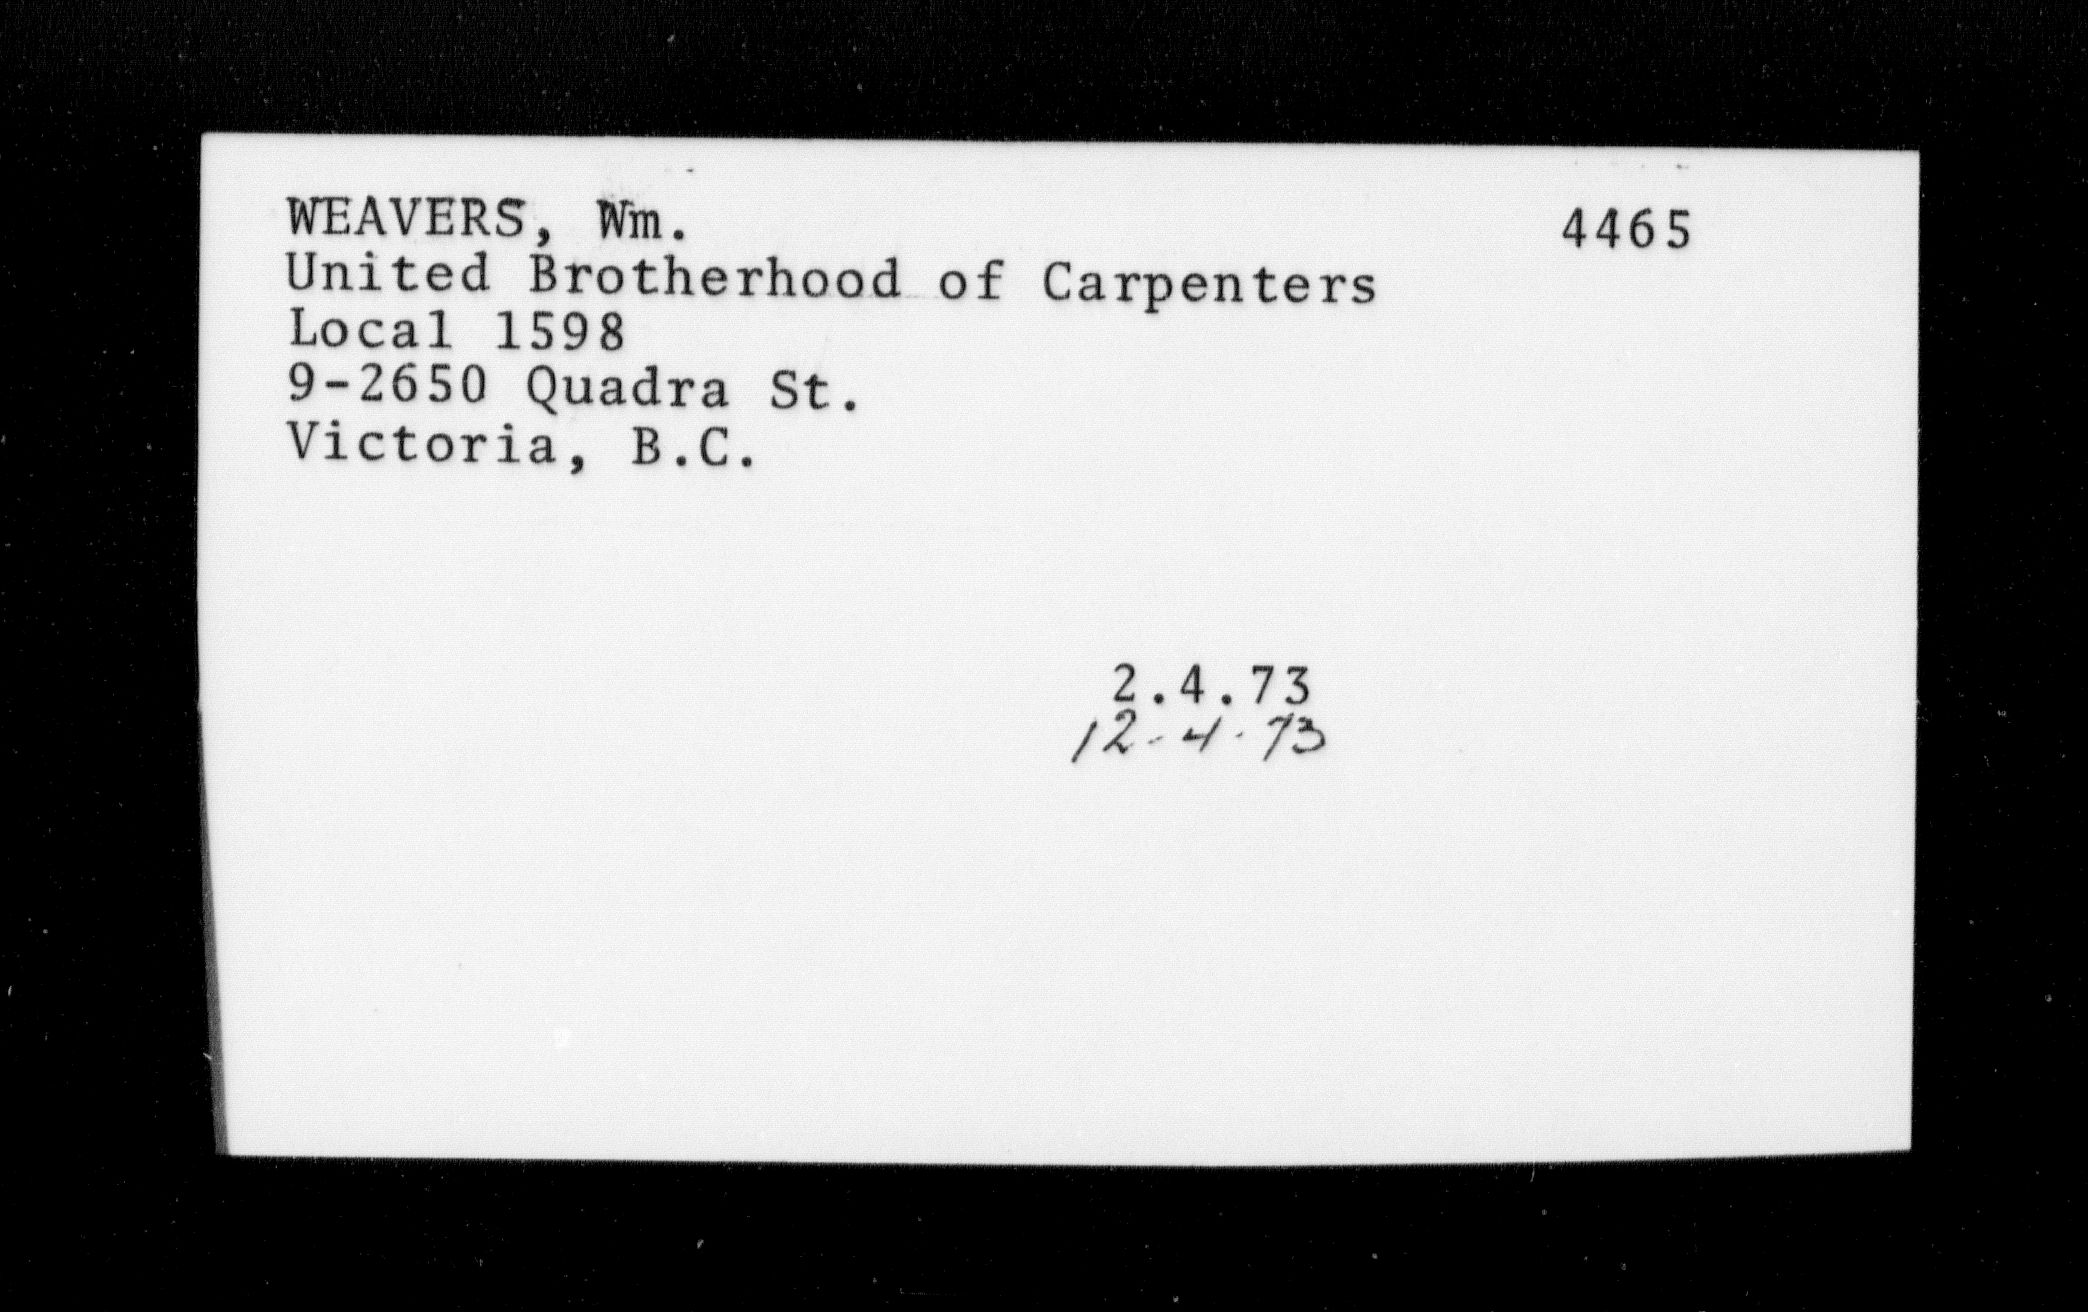 WEAVERS, Wm. 4465
United Brotherhood of Carpenters
Local 1598
9-2650 Quadra St.
Victoria, B.C.
2.4.73
12-4-73